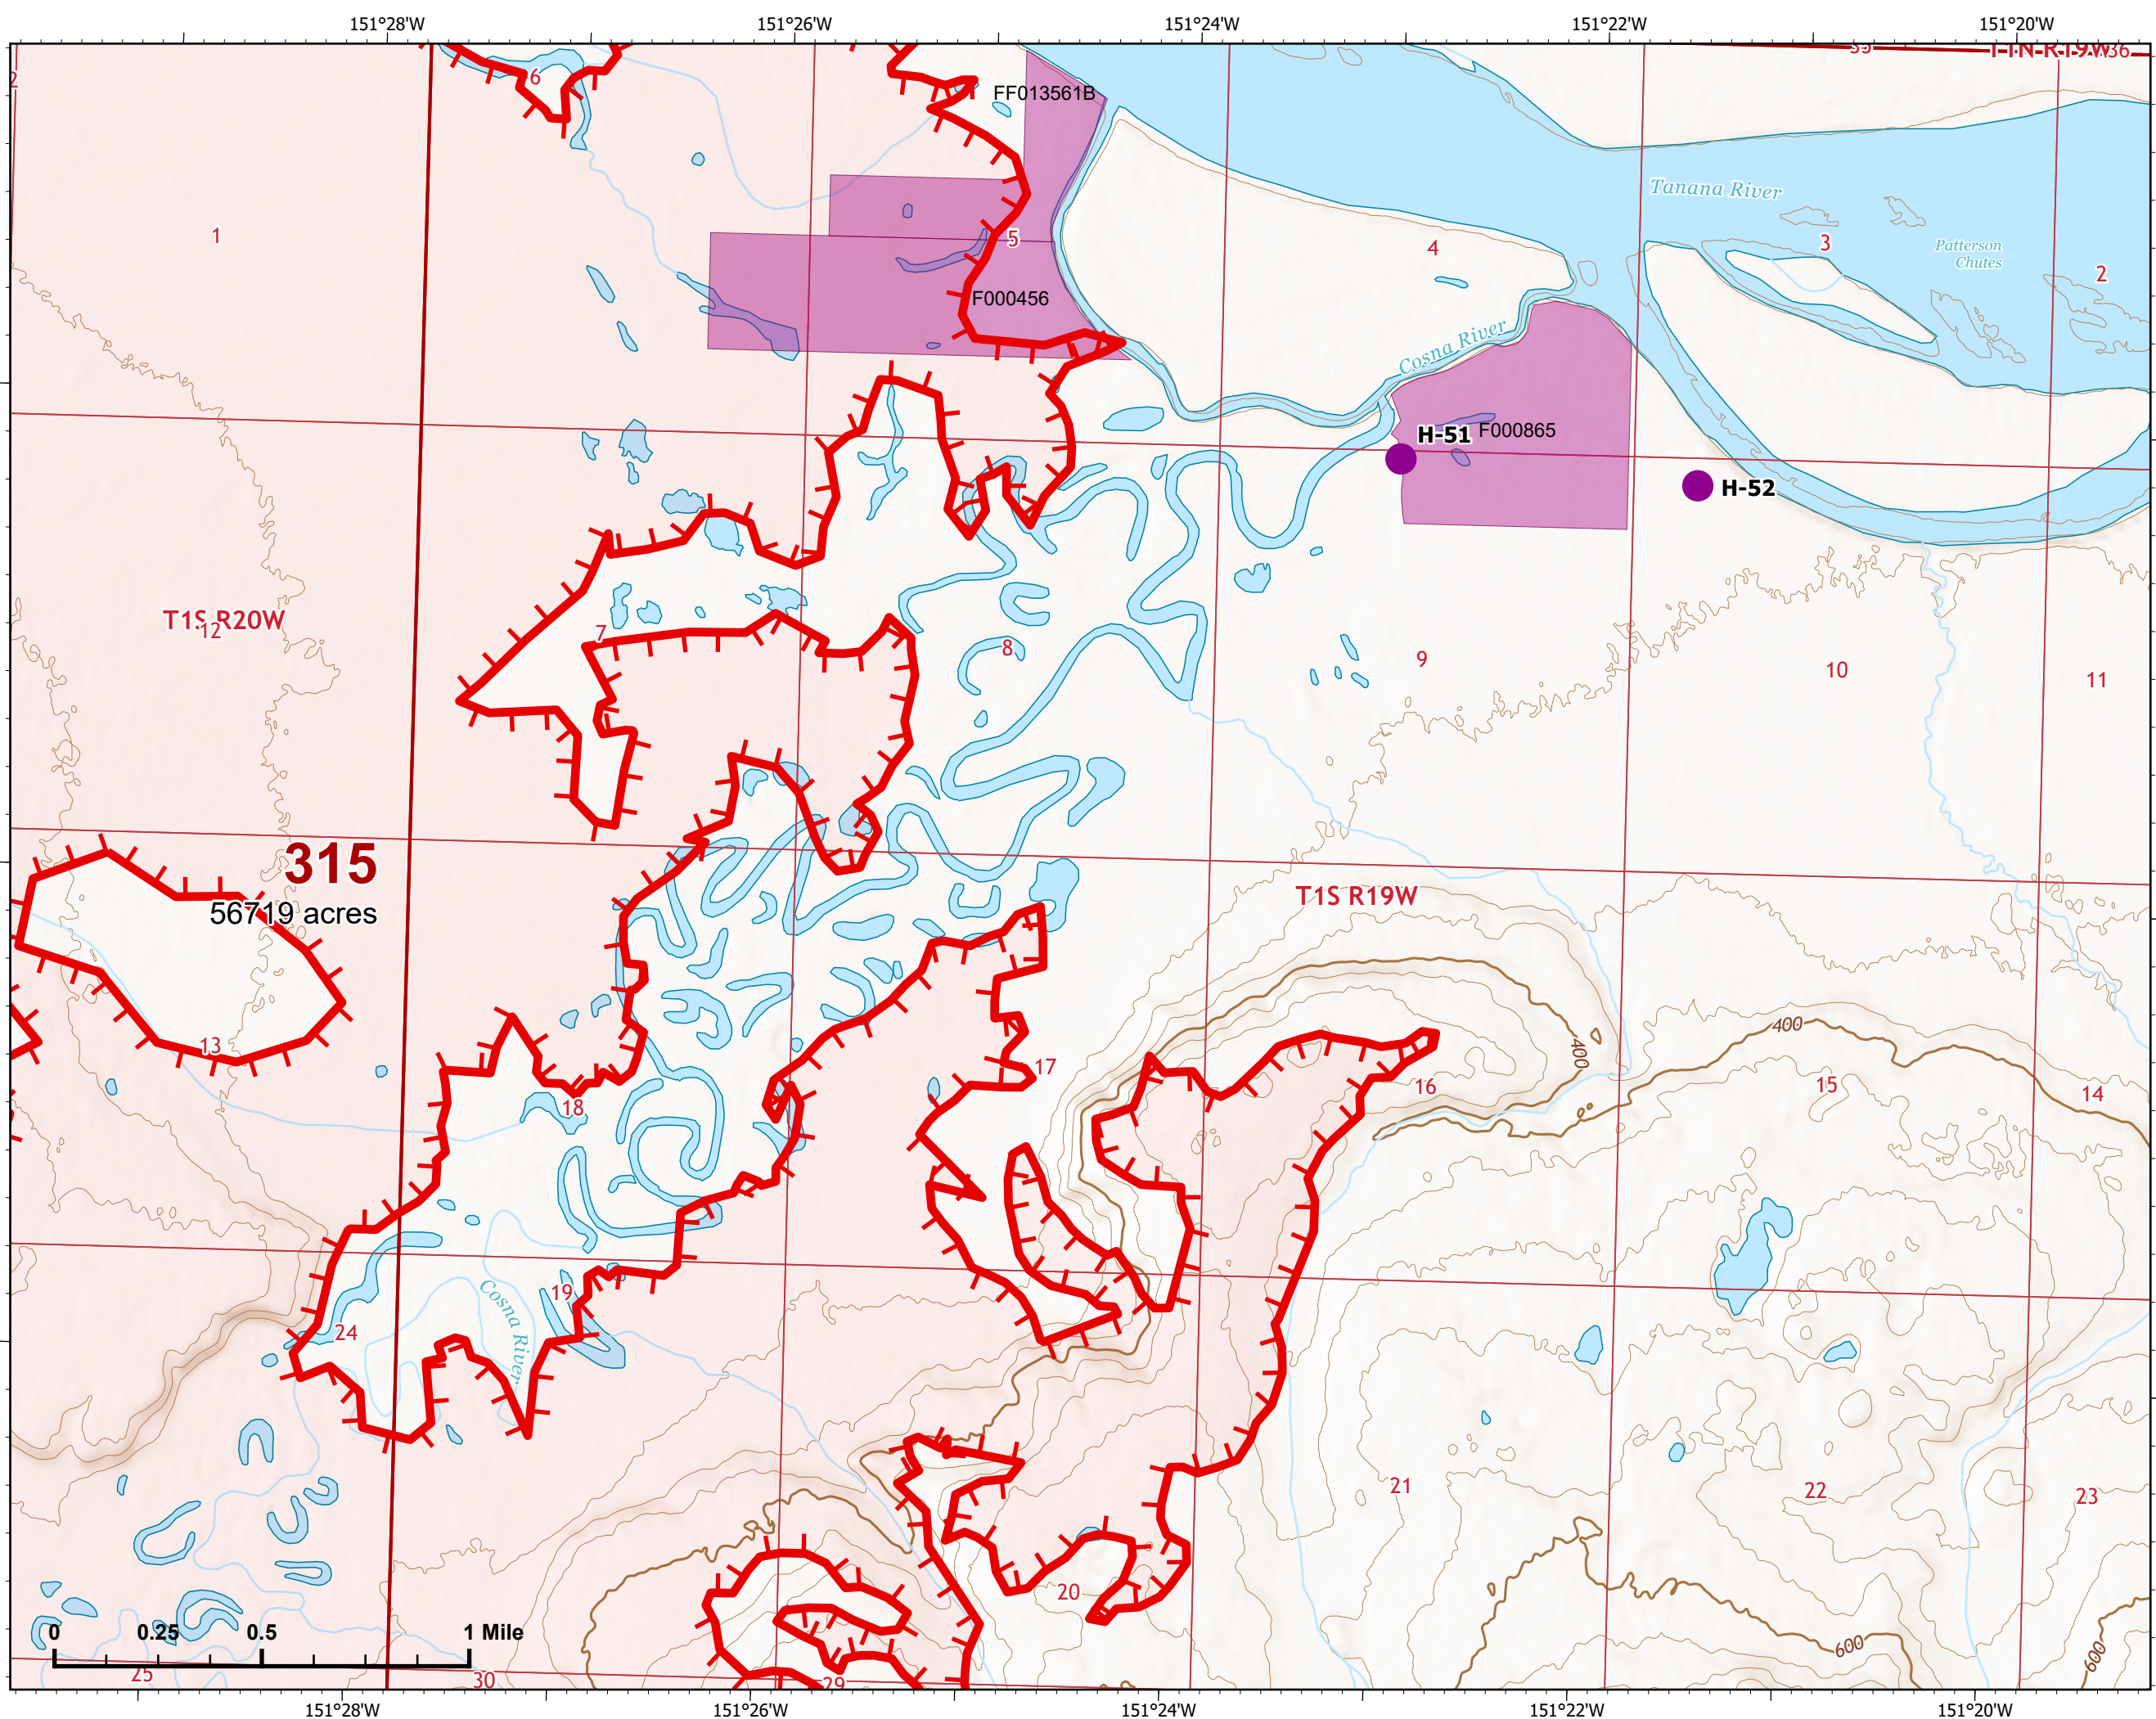 151°28'W 151°26'W 151°24'W 151°22'W 151°20'W
35 T1N R19W 36
2 6 FF013561B
Tanana River
1 5 4 3 2
Patterson
Chutes
F000456
Cosna River
H-51 F000865
H-52
T1S R20W
12 7 8 9 10 11
315
56719 acres
T1S R19W
400
400
13 18 17 16 15 14
Cosna River
24 19
21 22 23
20
600
600
0 0.25 0.5 1 Mile
25 30 29
151°28'W 151°26'W 151°24'W 151°22'W 151°20'W